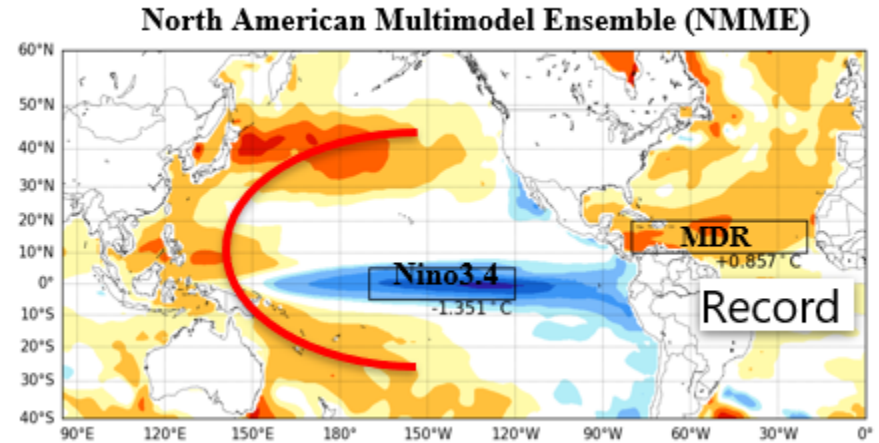 North American Multimodel Ensemble (NMME)
60°N
50°N
40°N
30°N
20°N
10°N
0°
10°S
20°S
30°S
40°S
MDR
+0.857°C
Nino3.4
-1.351°C
Record
90°E 120°E 150°E 180° 150°W 120°W 90°W 60°W 30°W 0°